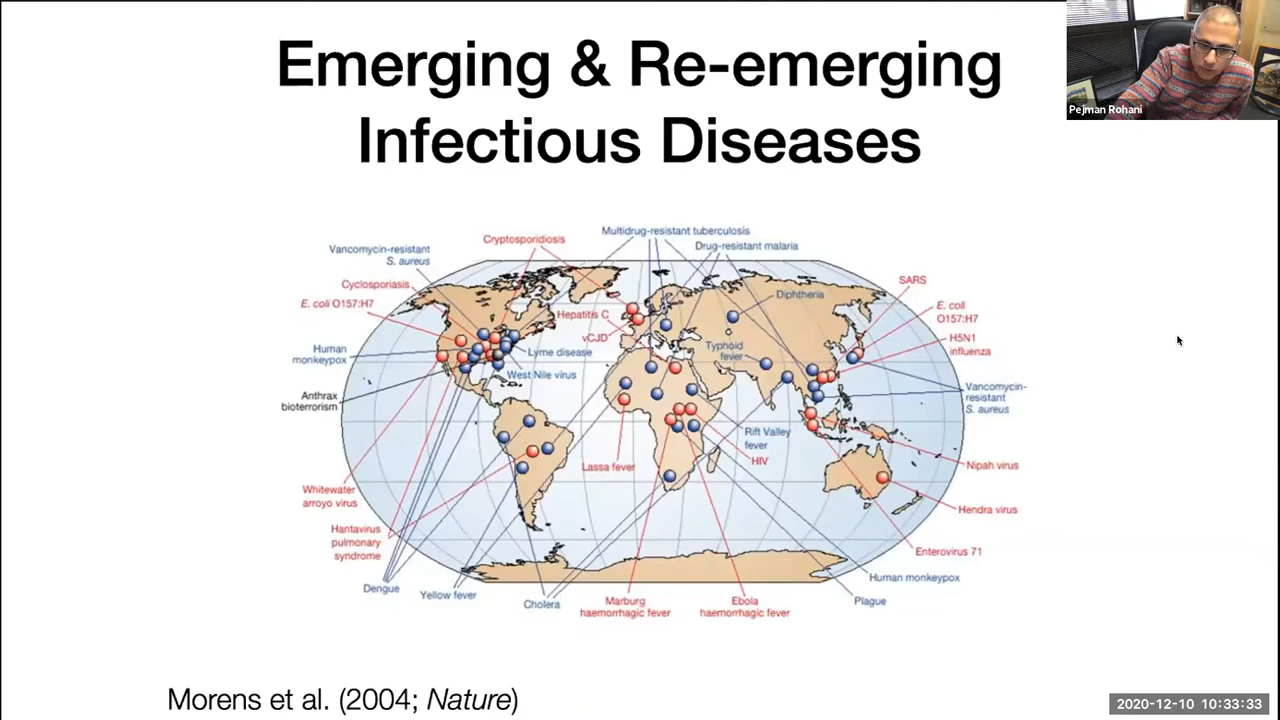 Emerging & Re-emerging
Infectious Diseases
Pejman Rohani
Multidrug-resistant tuberculosis
Cryptosporidiosis
Drug-resistant malaria
Vancomycin-resistant
S. aureus
Cyclosporiasis
SARS
Diphtheria
E. coli O157:H7
E. coli
O157:H7
Hepatitis C
vCJD
H5N1
influenza
Typhoid
fever
Human
monkeypox
Lyme disease
West Nile virus
Anthrax
bioterrorism
Vancomycin-
resistant
S. aureus
Rift Valley
fever
HIV
Lassa fever
Nipah virus
Whitewater
arroyo virus
Hendra virus
Hantavirus
pulmonary
syndrome
Enterovirus 71
Dengue
Yellow fever
Cholera
Marburg
haemorrhagic fever
Ebola
haemorrhagic fever
Human monkeypox
Plague
Morens et al. (2004; Nature)
2020-12-10 10:33:33